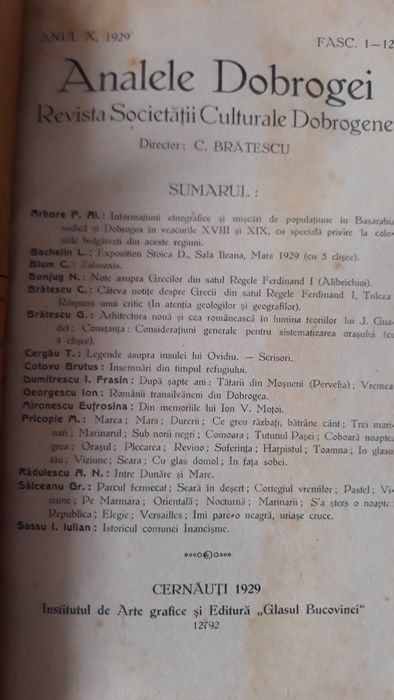 ANUL X, 1929
FASC. 1—12
Analele Dobrogei
Revista Societății Culturale Dobrogene
Director: C. BRĂTESCU
SUMARUL:
Arbore P. Al.: Informațiuni etnografice și mișcări de populațiune în Basarabia
sudică și Dobrogea în veacurile XVIII și XIX, cu specială privire la colo-
niile bulgărești din aceste regiuni.
Bachelin L.: Exposition Stoica D., Sala Ileana, Mars 1929 (cu 5 clișee).
Blum C.: Zalmoxis.
Bonjug N.: Note asupra Grecilor din satul Regele Ferdinand I (Alibeichioi).
Brătescu C.: Câteva notițe despre Grecii din satul Regele Ferdinand I, Tulcea
Răspuns unui critic (În atenția geologilor și geografilor).
Brătescu G.: Arhitectura nouă și cea românească în lumina teoriilor lui J. Gua-
det; Constanța: Considerațiuni generale pentru sistematizarea orașului (cu
4 clișee).
Cergău T.: Legende asupra insulei lui Ovidiu. — Scrisori.
Cotovu Brutus: Însemnări din timpul refugiului.
Dumitrescu I. Frasin: După șapte ani; Tătarii din Moșneni (Pervelia); Vremea
Georgescu Ion: Românii transilvăneni din Dobrogea.
Mironescu Eufrosina: Din memoriile lui Ion V. Moțoi.
Pricopie M.: Marea; Mars; Durerii; Ce greu răzbați, bătrâne cânt; Trei mari-
nari; Marinarul; Sub norii negri; Comoara; Tutunul Pașei; Coboară noapte
grea; Orașul; Plecarea; Revino; Suferința; Harpistul; Toamna; În glasu
tău; Viziune; Seara; Cu glas domol; În fața sobei.
Rădulescu A. N.: Între Dunăre și Mare.
Sălceanu Gr.: Parcul fermecat; Seară în deșert; Cortegiul vremilor; Pastel; Vi-
ziune; Pe Marmara; Orientală; Nocturnă; Marinarii; S'a șters o noapte
Republica; Elegie; Versailles; Îmi pare-o neagră, uriașe cruce.
Sassu I. Iulian: Istoricul comunei Inancișme.
CERNĂUȚI 1929
Institutul de Arte grafice și Editură „Glasul Bucovinei"
12792